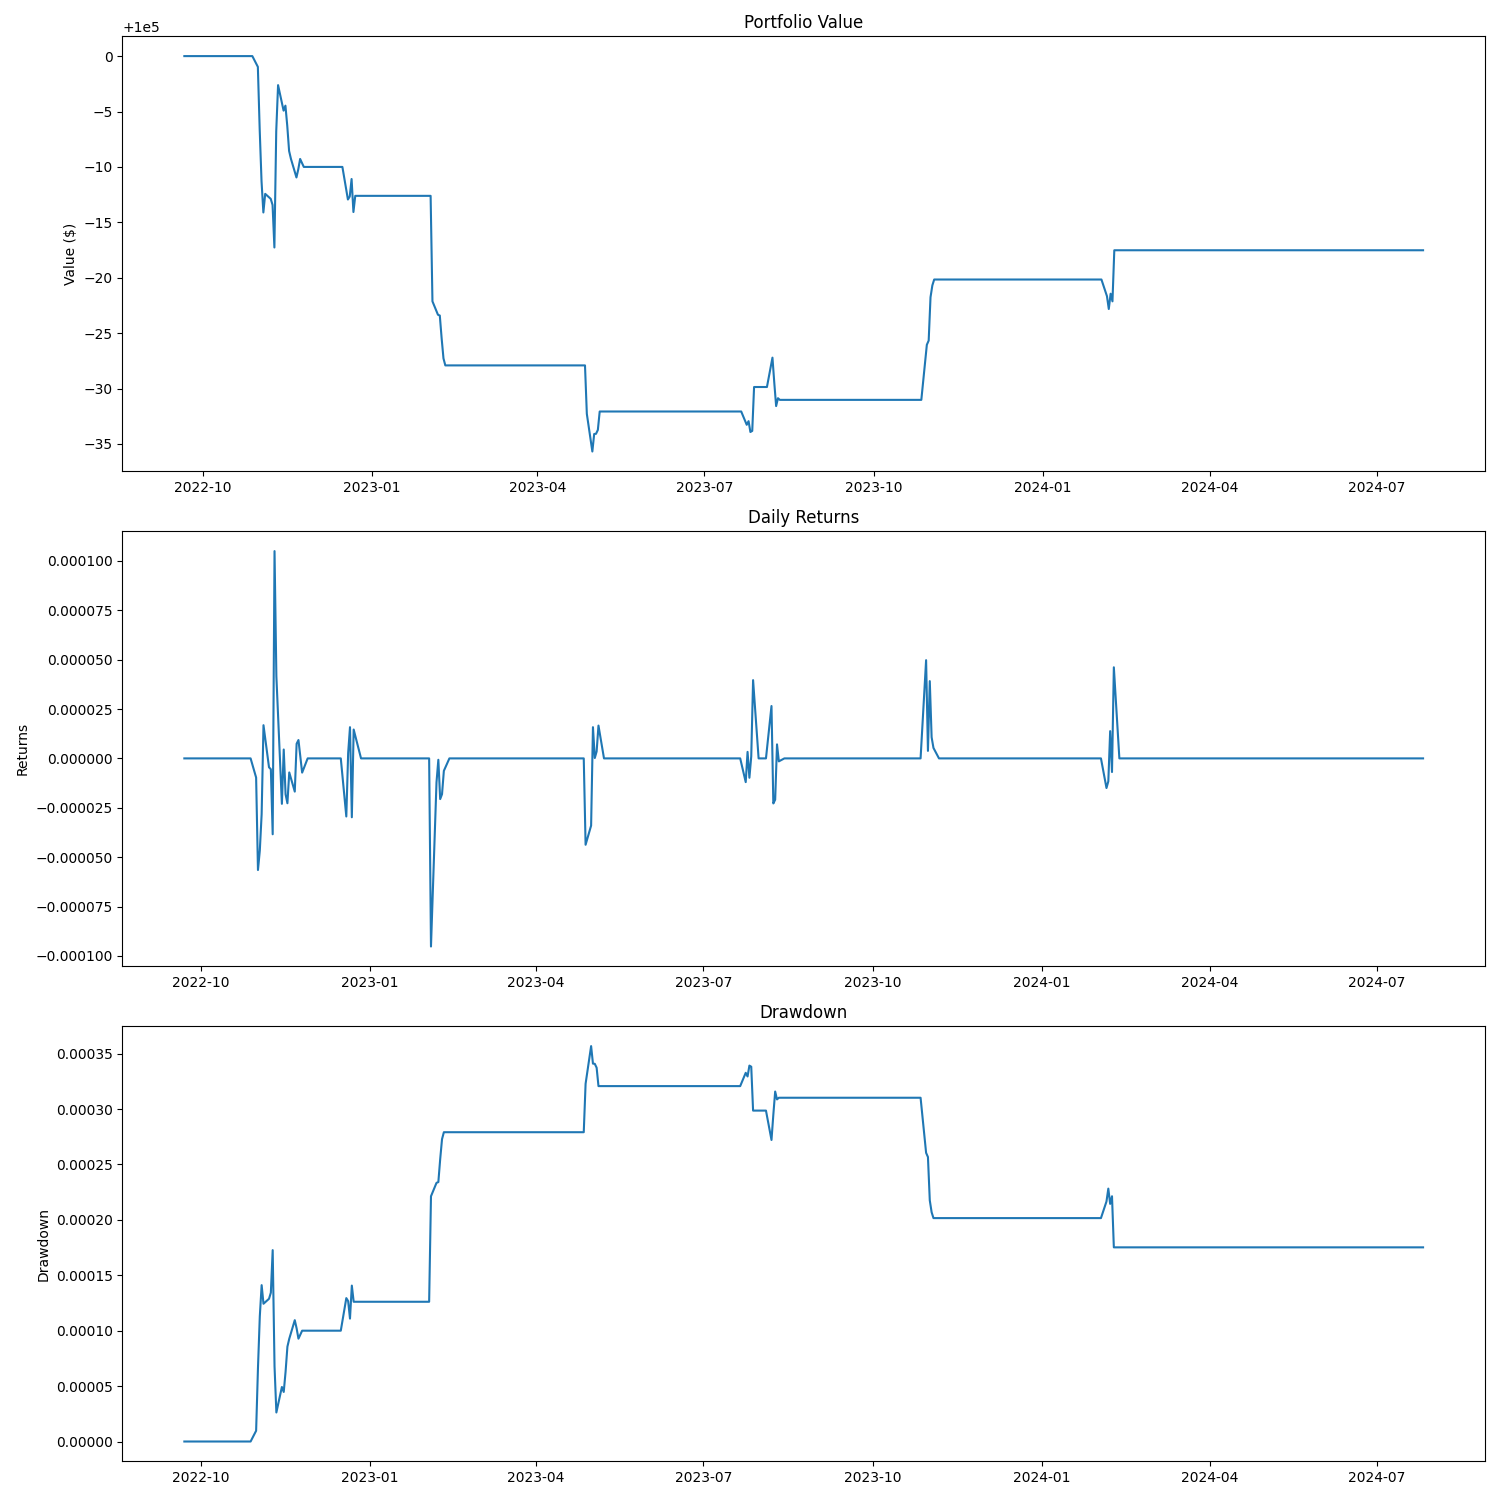 Portfolio Value
+1e5
0
−5
−10
−15
−20
−25
−30
−35
Value ($)
2022-10 2023-01 2023-04 2023-07 2023-10 2024-01 2024-04 2024-07
Daily Returns
0.000100
0.000075
0.000050
0.000025
0.000000
−0.000025
−0.000050
−0.000075
−0.000100
Returns
2022-10 2023-01 2023-04 2023-07 2023-10 2024-01 2024-04 2024-07
Drawdown
0.00035
0.00030
0.00025
0.00020
0.00015
0.00010
0.00005
0.00000
Drawdown
2022-10 2023-01 2023-04 2023-07 2023-10 2024-01 2024-04 2024-07